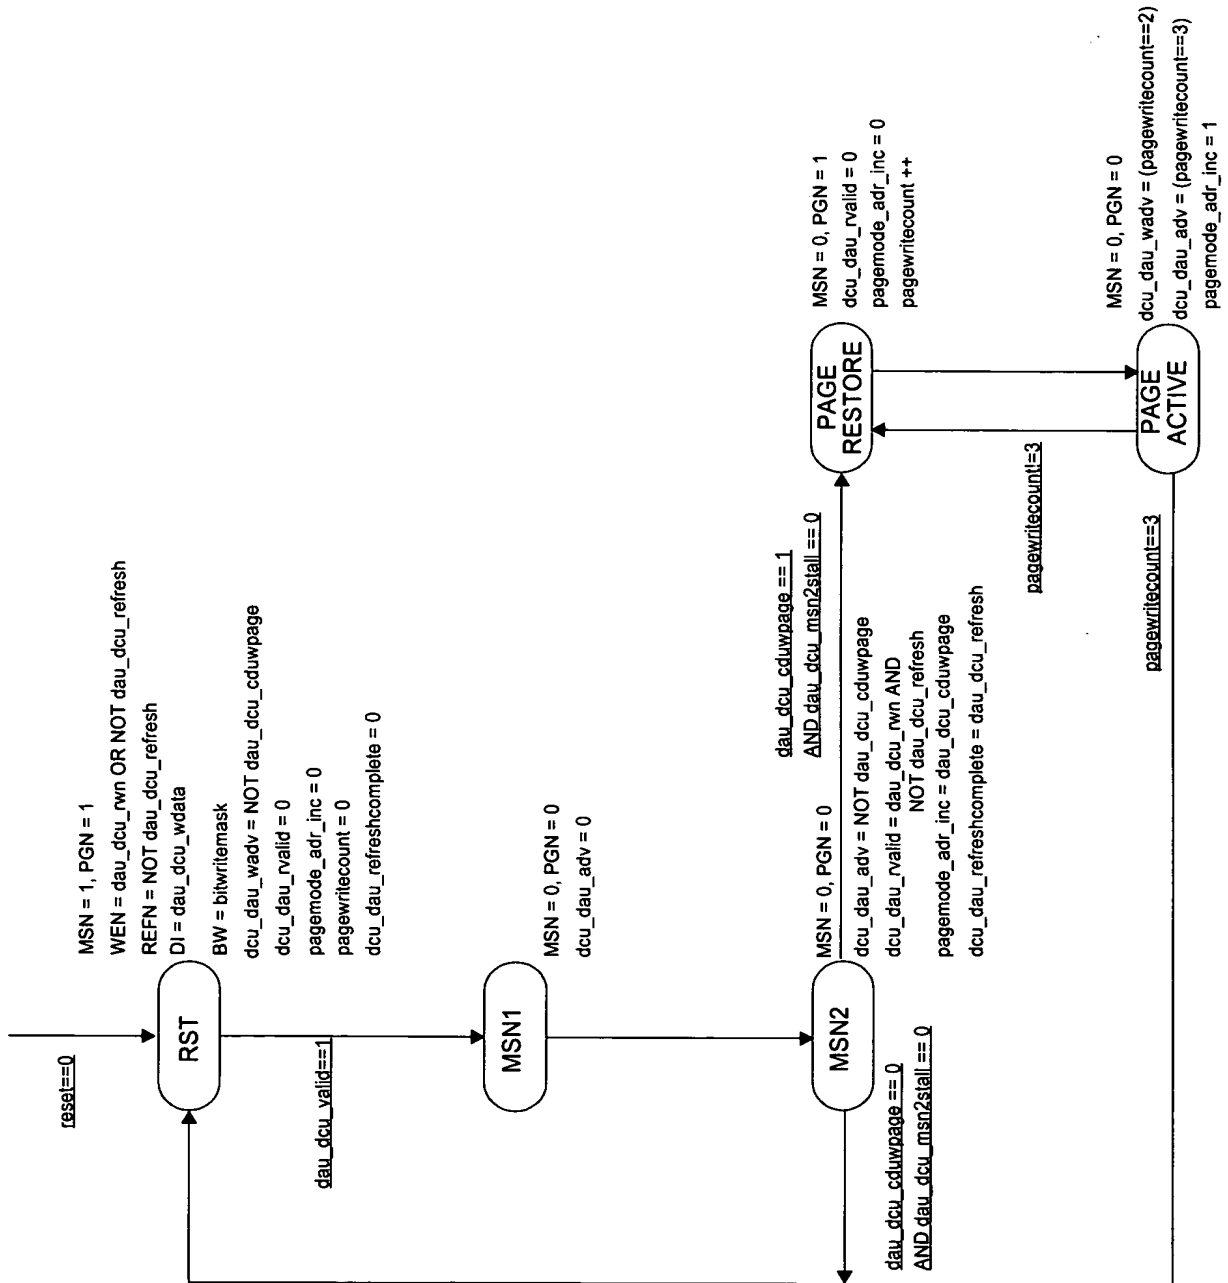 reset==0
RST
MSN = 1, PGN = 1
WEN = dau_dcu_rwn OR NOT dau_dcu_refresh
REFN = NOT dau_dcu_refresh
DI = dau_dcu_wdata
BW = bitwritemask
dcu_dau_wadv = NOT dau_dcu_cduwpage
dcu_dau_rvalid = 0
pagemode_adr_inc = 0
pagewritecount = 0
dcu_dau_refreshcomplete = 0
dau_dcu_valid==1
MSN1
MSN = 0, PGN = 0
dcu_dau_adv = 0
MSN2
MSN = 0, PGN = 0
dcu_dau_adv = NOT dau_dcu_cduwpage
dcu_dau_rvalid = dau_dcu_rwn AND
NOT dau_dcu_refresh
pagemode_adr_inc = dau_dcu_cduwpage
dcu_dau_refreshcomplete = dau_dcu_refresh
dau_dcu_cduwpage == 0
AND dau_dcu_msn2stall == 0
dau_dcu_cduwpage == 1
AND dau_dcu_msn2stall == 0
PAGE
RESTORE
MSN = 0, PGN = 1
dcu_dau_rvalid = 0
pagemode_adr_inc = 0
pagewritecount ++
pagewritecount!=3
pagewritecount==3
PAGE
ACTIVE
MSN = 0, PGN = 0
dcu_dau_wadv = (pagewritecount==2)
dcu_dau_adv = (pagewritecount==3)
pagemode_adr_inc = 1